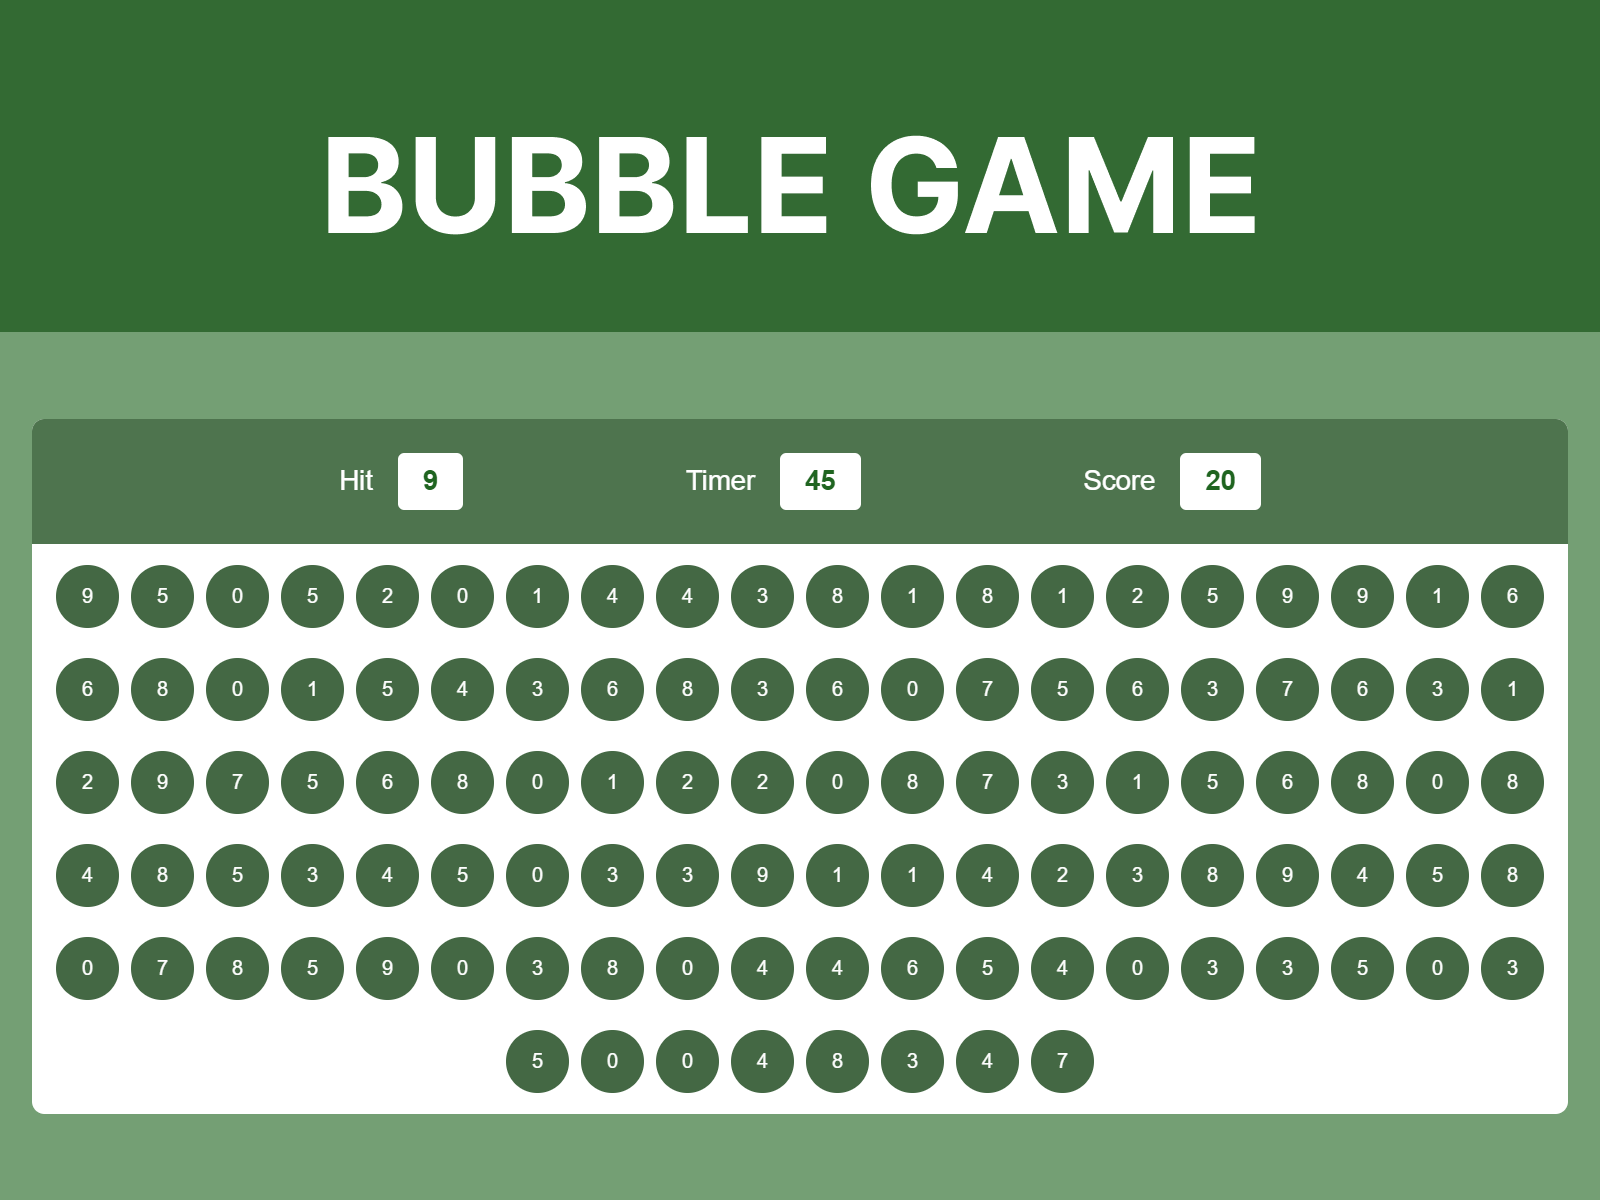 BUBBLE GAME
Hit 9 Timer 45 Score 20
9 5 0 5 2 0 1 4 4 3 8 1 8 1 2 5 9 9 1 6
6 8 0 1 5 4 3 6 8 3 6 0 7 5 6 3 7 6 3 1
2 9 7 5 6 8 0 1 2 2 0 8 7 3 1 5 6 8 0 8
4 8 5 3 4 5 0 3 3 9 1 1 4 2 3 8 9 4 5 8
0 7 8 5 9 0 3 8 0 4 4 6 5 4 0 3 3 5 0 3
5 0 0 4 8 3 4 7